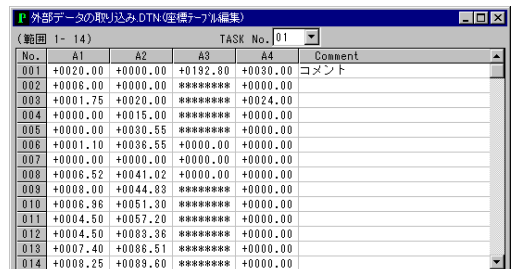 外部データの取り込み.DTN:(座標テーブル編集)
(範囲 1- 14) TASK No. 01
No. A1 A2 A3 A4 Comment
001 +0020.00 +0000.00 +0192.80 +0030.00 コメント
002 +0006.00 +0000.00 ******** +0000.00
003 +0001.75 +0020.00 ******** +0024.00
004 +0000.00 +0015.00 ******** +0000.00
005 +0000.00 +0030.55 ******** +0000.00
006 +0001.10 +0036.55 +0000.00 +0000.00
007 +0000.00 +0000.00 +0000.00 +0000.00
008 +0006.52 +0041.02 +0000.00 +0000.00
009 +0008.00 +0044.83 ******** +0000.00
010 +0006.96 +0051.30 ******** +0000.00
011 +0004.50 +0057.20 ******** +0000.00
012 +0004.50 +0083.36 ******** +0000.00
013 +0007.40 +0086.51 ******** +0000.00
014 +0008.25 +0089.60 ******** +0000.00